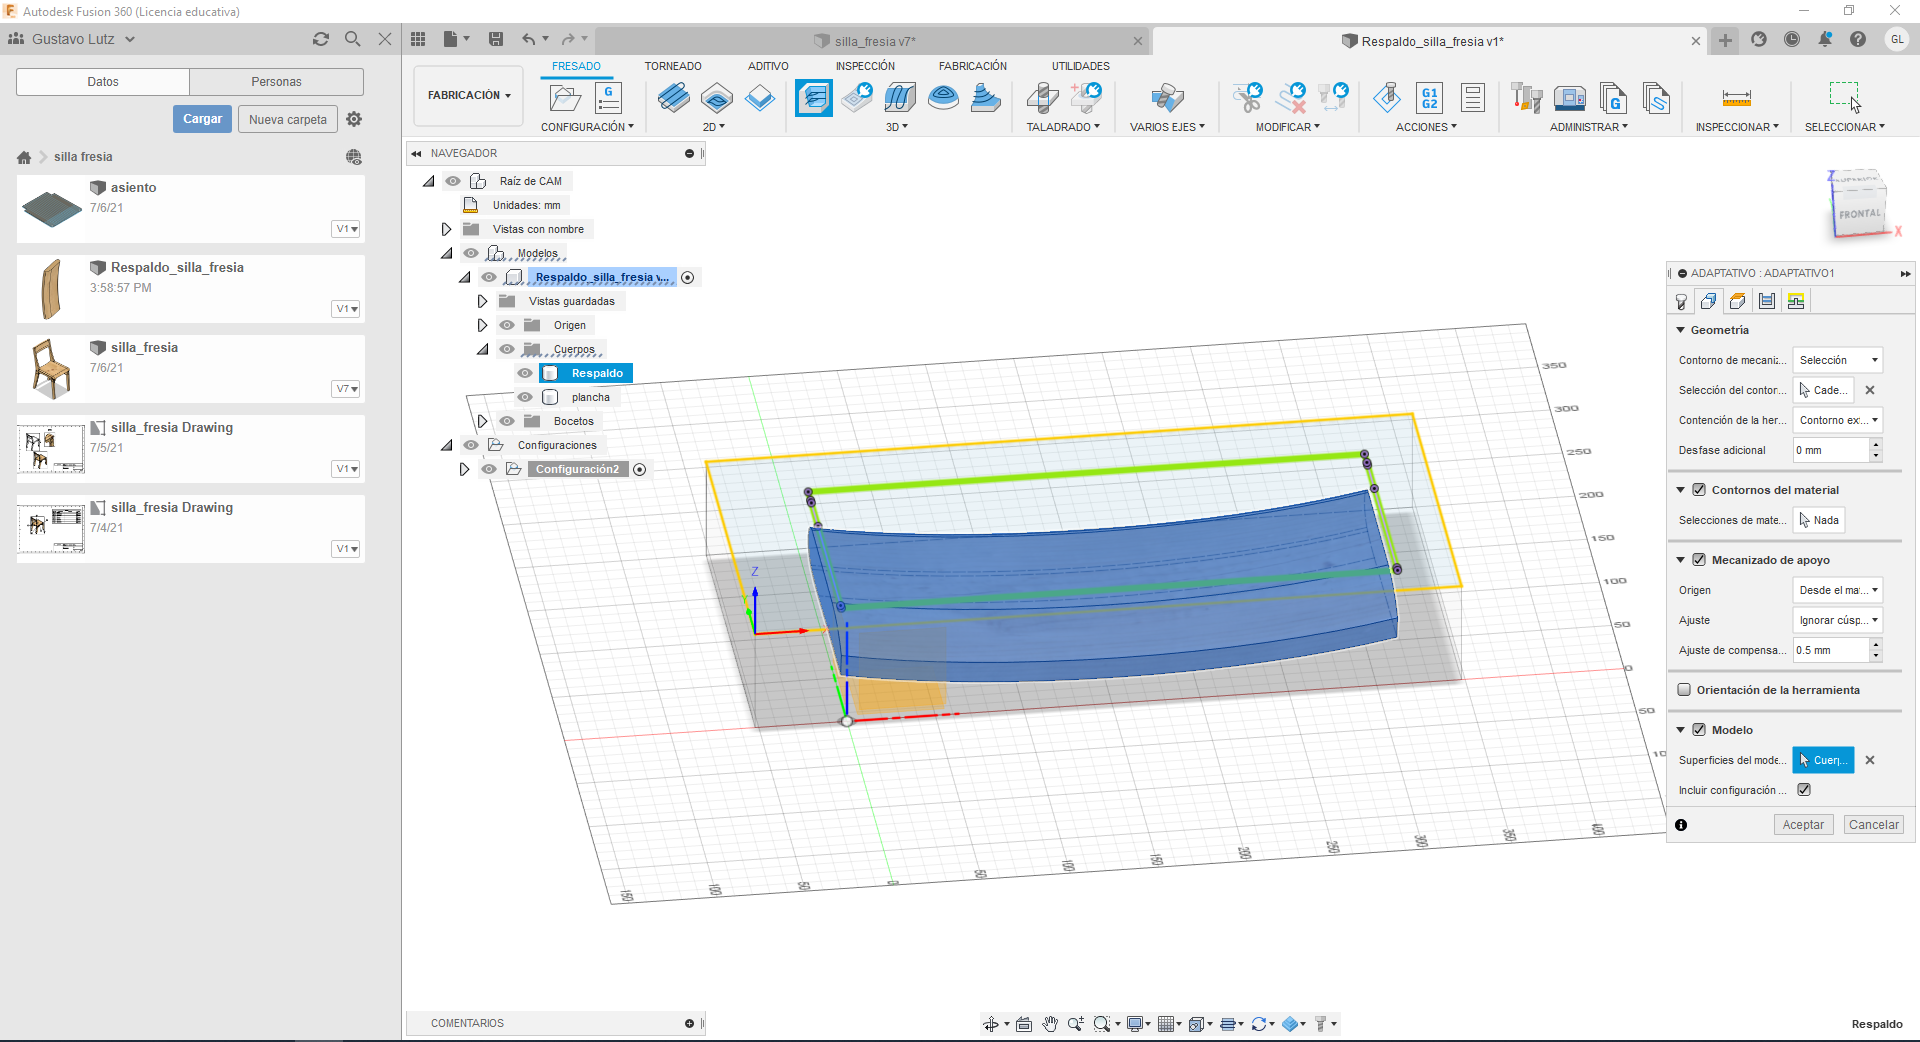 Autodesk Fusion 360 (Licencia educativa)
Gustavo Lutz
silla_fresia v7*
Respaldo_silla_fresia v1*
GL
Datos
Personas
Cargar
Nueva carpeta
silla fresia
asiento
7/6/21
V1
Respaldo_silla_fresia
3:58:57 PM
V1
silla_fresia
7/6/21
V7
silla_fresia Drawing
7/5/21
V1
silla_fresia Drawing
7/4/21
V1
FABRICACIÓN
FRESADO
TORNEADO
ADITIVO
INSPECCIÓN
FABRICACIÓN
UTILIDADES
G
G1
G2
G
S
CONFIGURACIÓN
2D
3D
TALADRADO
VARIOS EJES
MODIFICAR
ACCIONES
ADMINISTRAR
INSPECCIONAR
SELECCIONAR
NAVEGADOR
Raíz de CAM
Unidades: mm
Vistas con nombre
Modelos
Respaldo_silla_fresia v...
Vistas guardadas
Origen
Cuerpos
Respaldo
plancha
Bocetos
Configuraciones
Configuración2
Z
SUPERIOR
FRONTAL
X
350
300
250
200
150
100
50
0
50
150
100
50
0
50
100
150
200
250
300
350
400
Z
ADAPTATIVO : ADAPTATIVO1
Geometría
Contorno de mecani...
Selección
Selección del contor...
Cade...
Contención de la her...
Contorno ext...
Desfase adicional
0 mm
Contornos del material
Selecciones de mate...
Nada
Mecanizado de apoyo
Origen
Desde el ma...
Ajuste
Ignorar cúsp...
Ajuste de compensa...
0.5 mm
Orientación de la herramienta
Modelo
Superficies del mode...
Cuerp...
Incluir configuración ...
Aceptar
Cancelar
COMENTARIOS
Respaldo